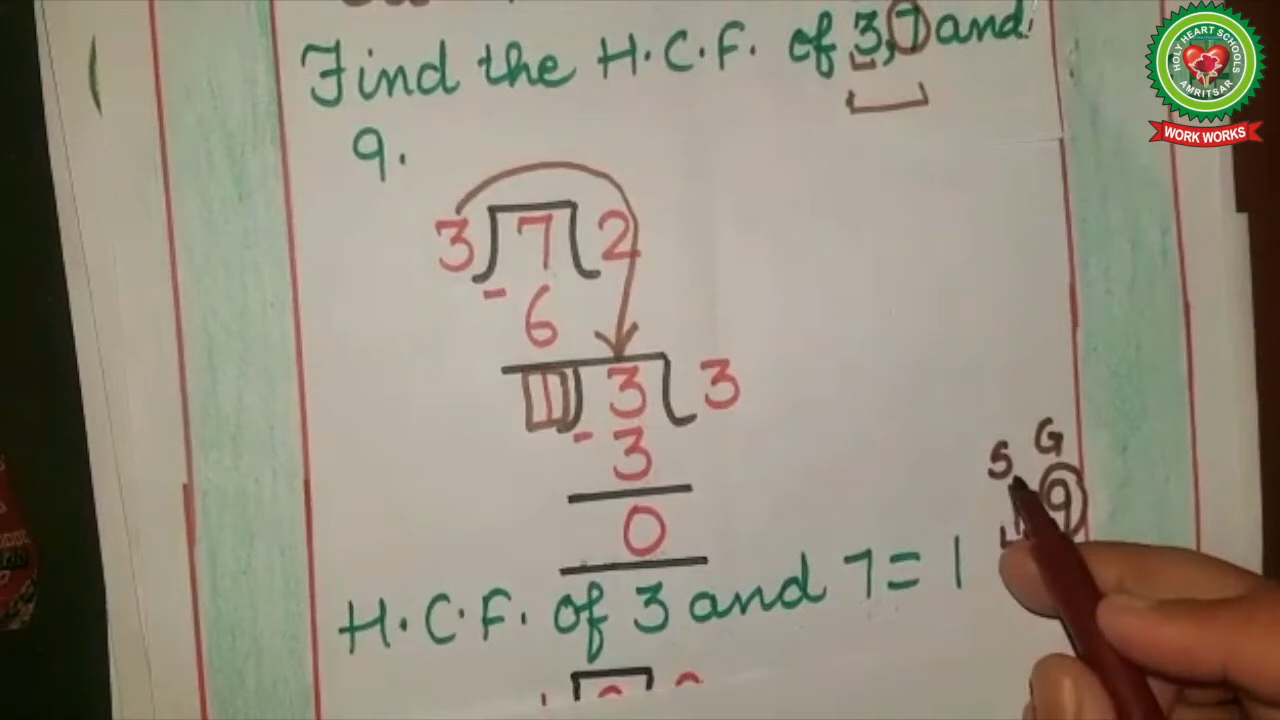 Find the H.C.F. of 3, 7 and
9.
3 7 2
- 6
1 3 3
- 3
0
S G
9
H.C.F. of 3 and 7 = 1
HOLY HEART SCHOOLS
AMRITSAR
WORK WORKS